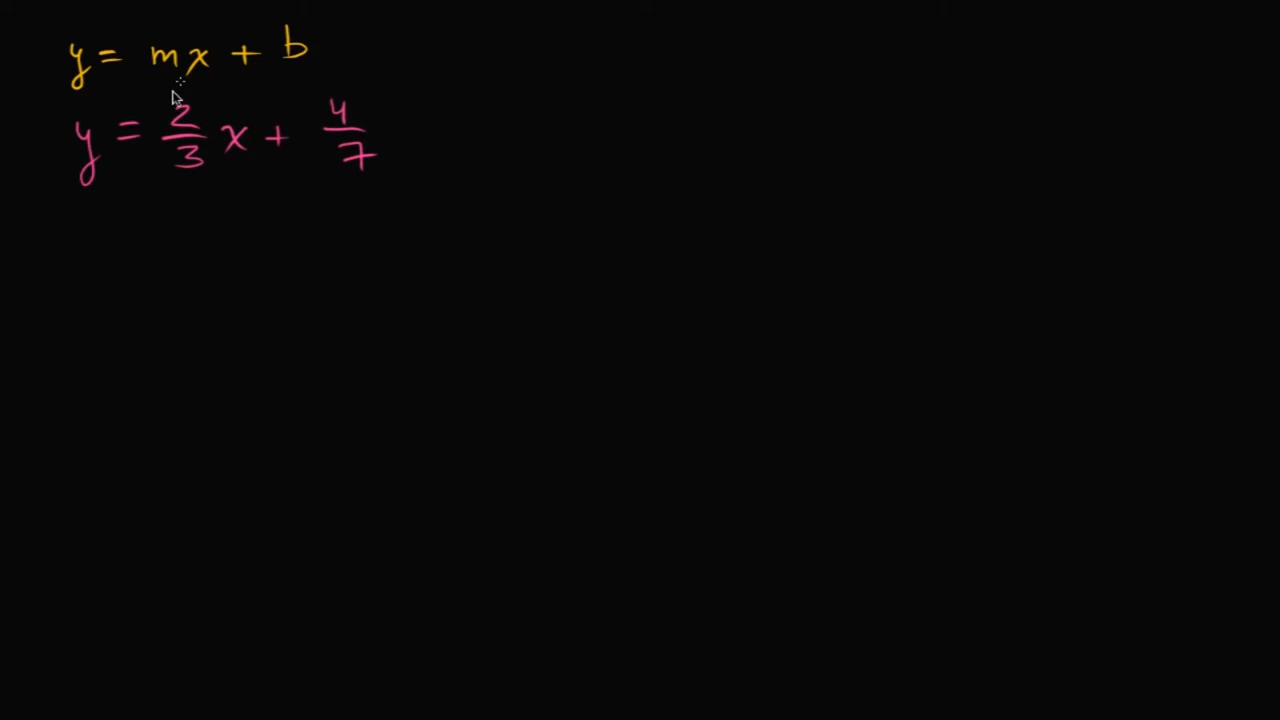 y = mx + b
y = 2/3 x + 4/7